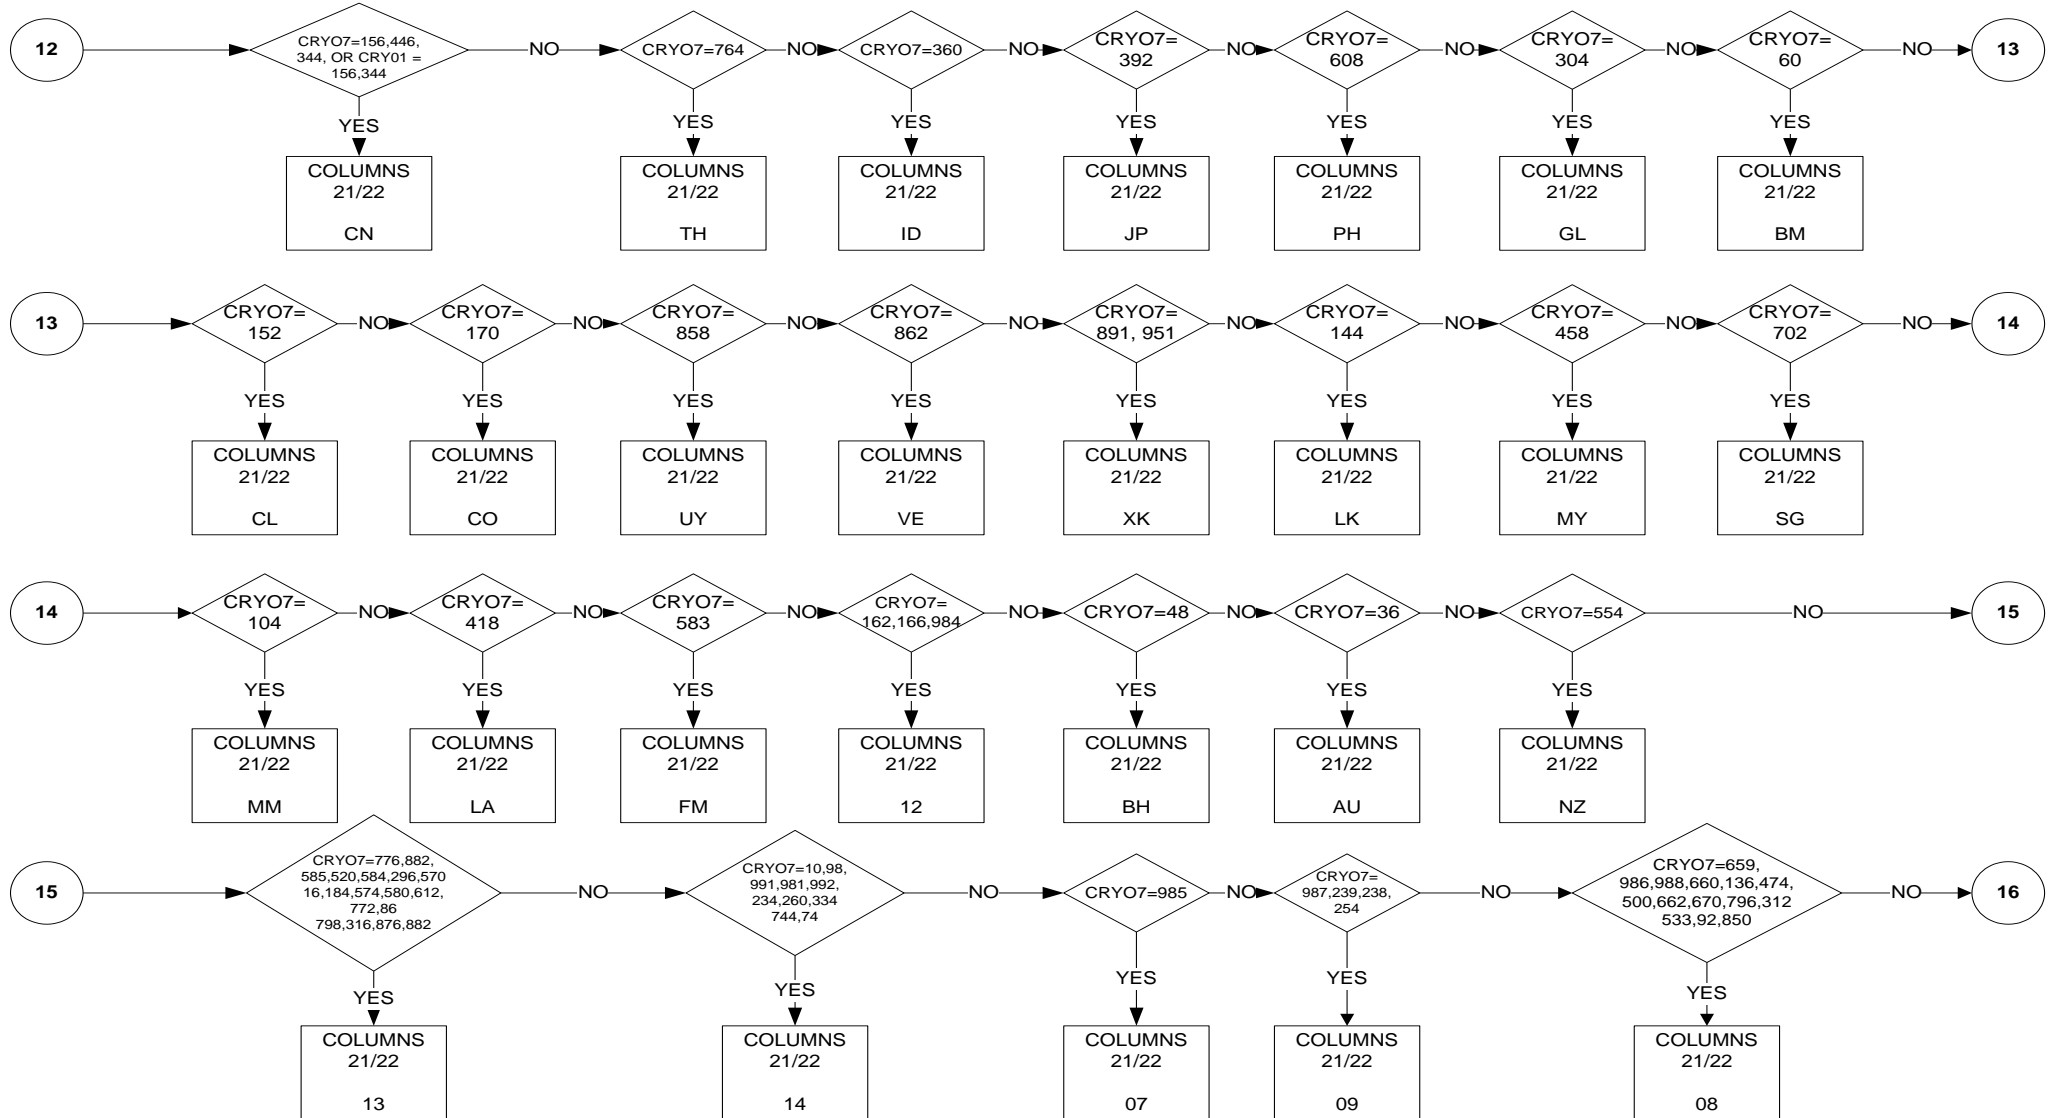 12
CRYO7=156,446,
344, OR CRY01 =
156,344
NO
CRYO7=764
NO
CRYO7=360
NO
CRYO7=
392
NO
CRYO7=
608
NO
CRYO7=
304
NO
CRYO7=
60
NO
13
YES
YES
YES
YES
YES
YES
YES
COLUMNS
21/22
CN
COLUMNS
21/22
TH
COLUMNS
21/22
ID
COLUMNS
21/22
JP
COLUMNS
21/22
PH
COLUMNS
21/22
GL
COLUMNS
21/22
BM
13
CRYO7=
152
NO
CRYO7=
170
NO
CRYO7=
858
NO
CRYO7=
862
NO
CRYO7=
891, 951
NO
CRYO7=
144
NO
CRYO7=
458
NO
CRYO7=
702
NO
14
YES
YES
YES
YES
YES
YES
YES
YES
COLUMNS
21/22
CL
COLUMNS
21/22
CO
COLUMNS
21/22
UY
COLUMNS
21/22
VE
COLUMNS
21/22
XK
COLUMNS
21/22
LK
COLUMNS
21/22
MY
COLUMNS
21/22
SG
14
CRYO7=
104
NO
CRYO7=
418
NO
CRYO7=
583
NO
CRYO7=
162,166,984
NO
CRYO7=48
NO
CRYO7=36
NO
CRYO7=554
NO
15
YES
YES
YES
YES
YES
YES
YES
COLUMNS
21/22
MM
COLUMNS
21/22
LA
COLUMNS
21/22
FM
COLUMNS
21/22
12
COLUMNS
21/22
BH
COLUMNS
21/22
AU
COLUMNS
21/22
NZ
15
CRYO7=776,882,
585,520,584,296,570
16,184,574,580,612,
772,86
798,316,876,882
NO
CRYO7=10,98,
991,981,992,
234,260,334
744,74
NO
CRYO7=985
NO
CRYO7=
987,239,238,
254
NO
CRYO7=659,
986,988,660,136,474,
500,662,670,796,312
533,92,850
NO
16
YES
YES
YES
YES
YES
COLUMNS
21/22
13
COLUMNS
21/22
14
COLUMNS
21/22
07
COLUMNS
21/22
09
COLUMNS
21/22
08